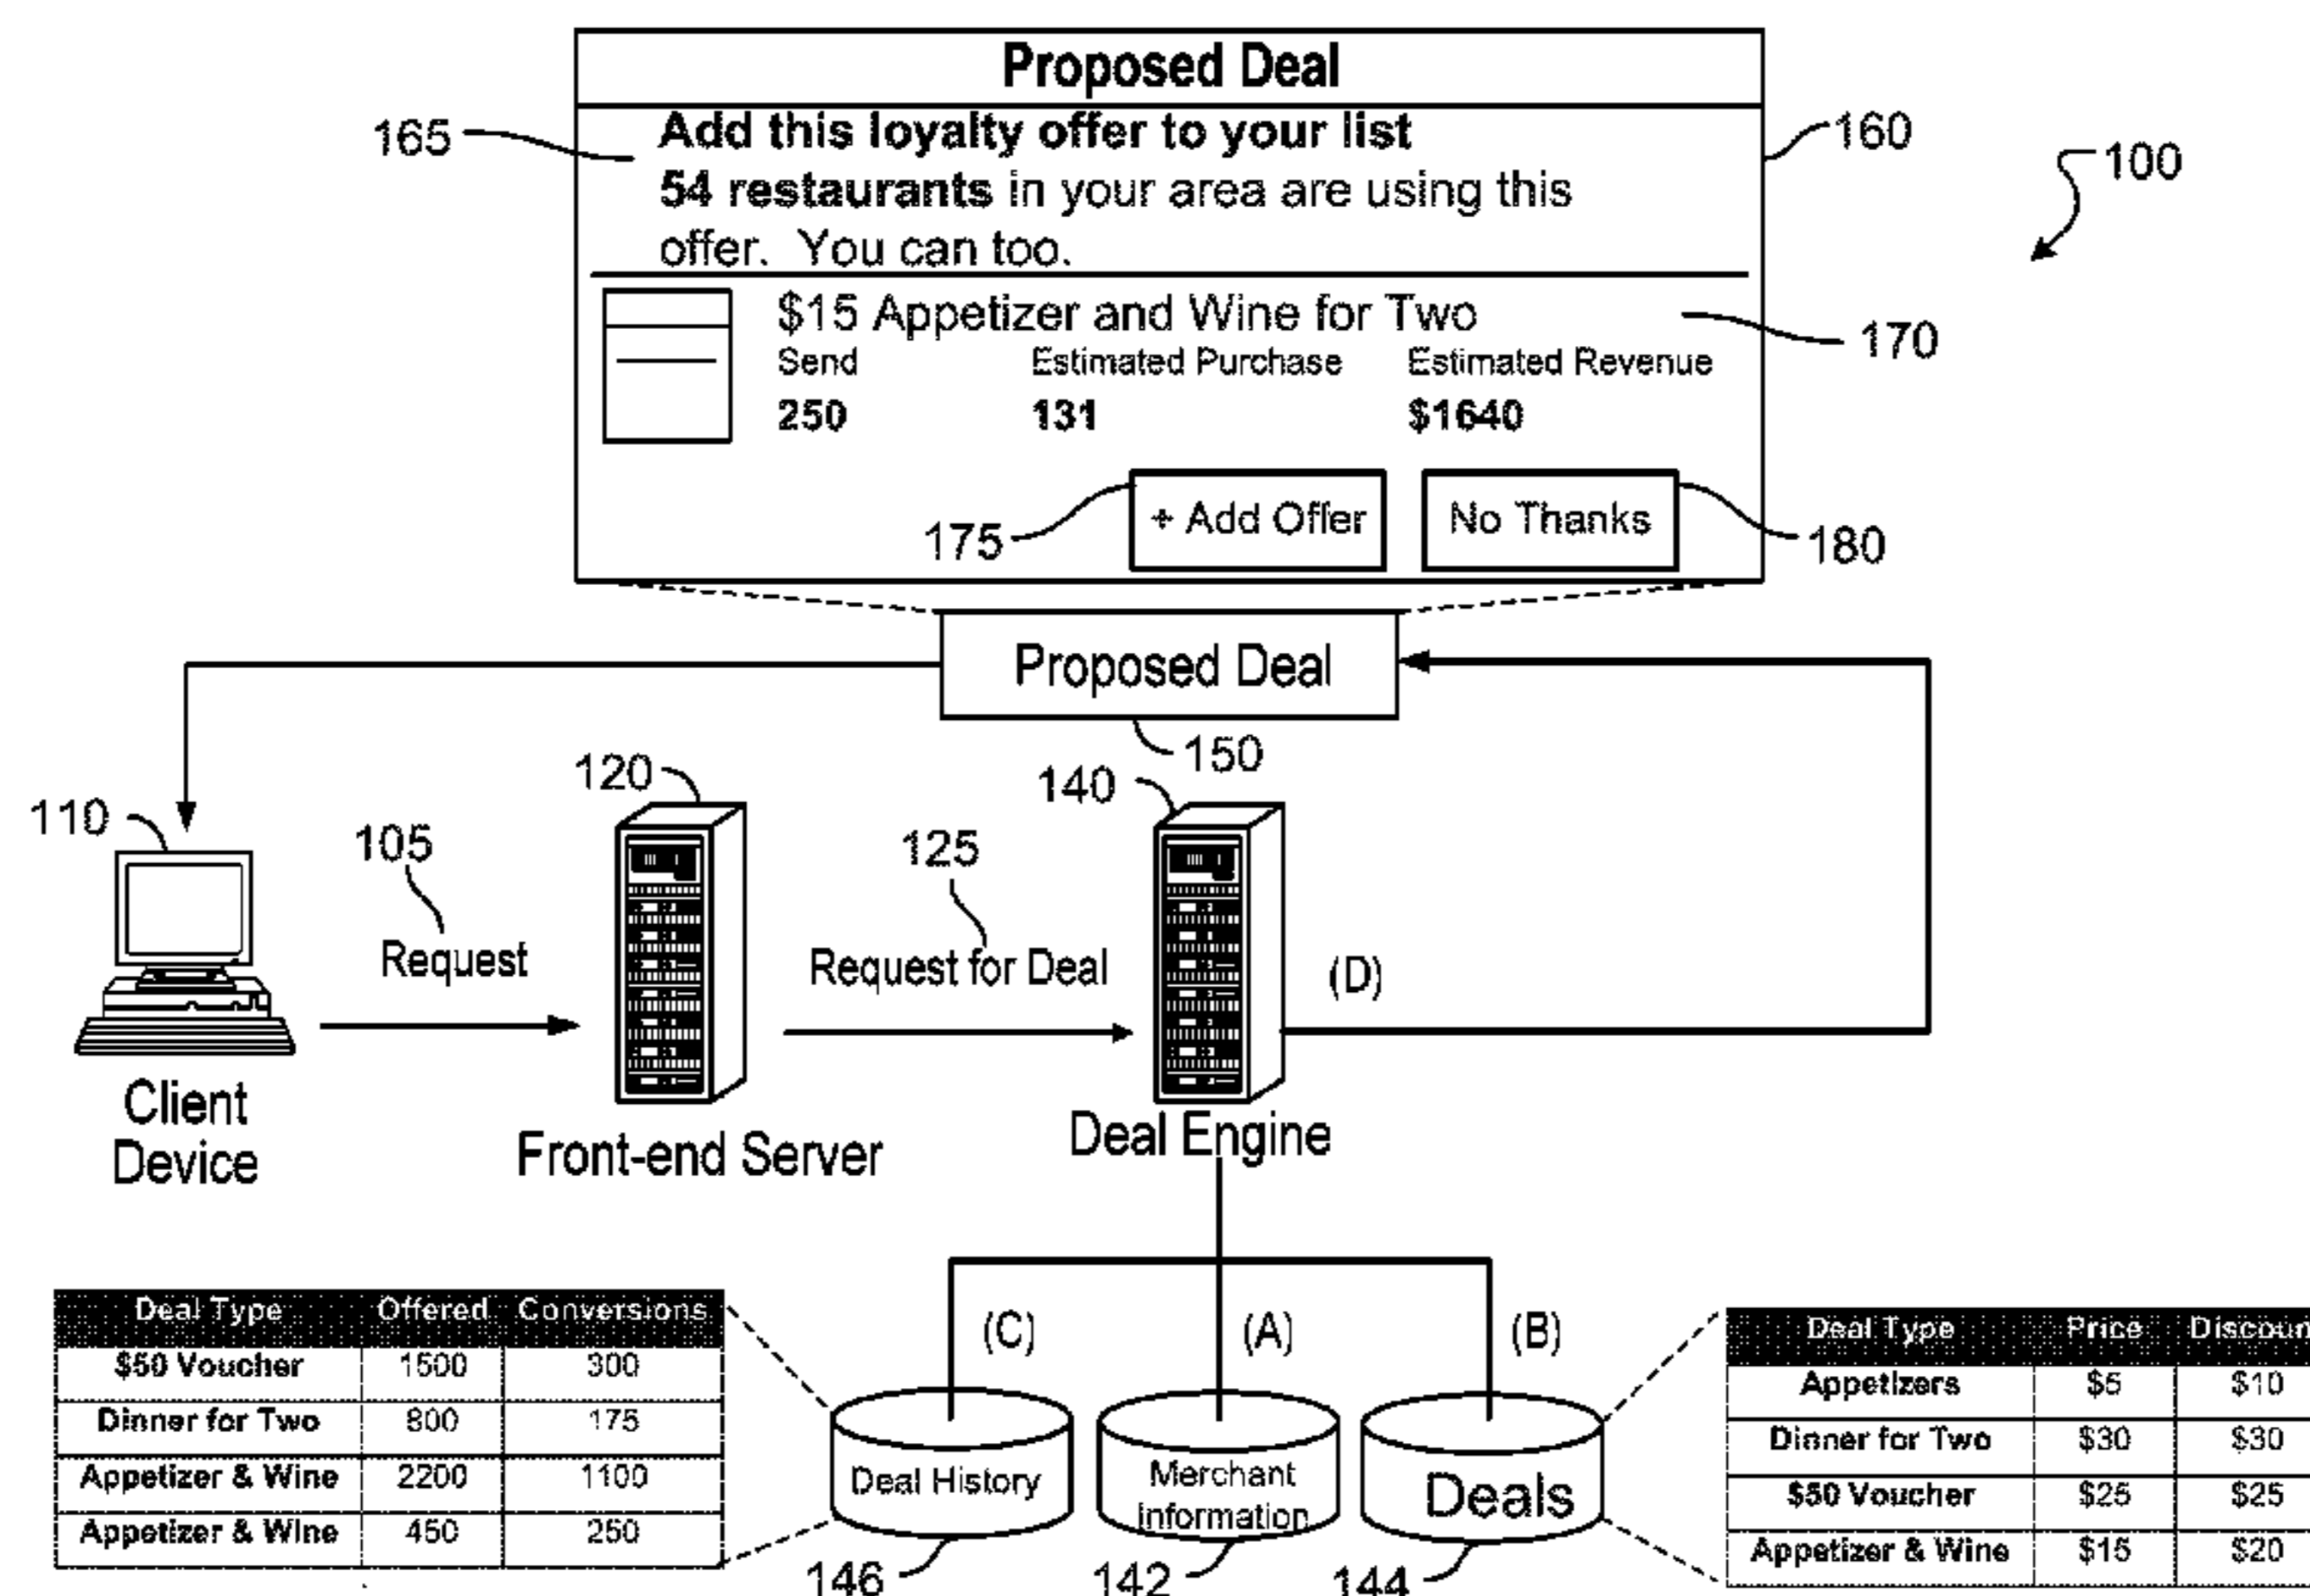 Proposed Deal
165
Add this loyalty offer to your list
160
54 restaurants in your area are using this
100
offer. You can too.
$15 Appetizer and Wine for Two
170
Send Estimated Purchase Estimated Revenue
250 131 $1640
+ Add Offer No Thanks
175
180
Proposed Deal
150
120
140
110
105
125
Request
Request for Deal
(D)
Client
Device
Front-end Server
Deal Engine
(C) (A) (B)
Deal Type Offered Conversions
$50 Voucher 1500 300
Dinner for Two 800 175
Appetizer & Wine 2200 1100
Appetizer & Wine 450 250
Deal History
Merchant
Information
Deals
146 142 144
Deal Type Price Discoun
Appetizers $5 $10
Dinner for Two $30 $30
$50 Voucher $25 $25
Appetizer & Wine $15 $20